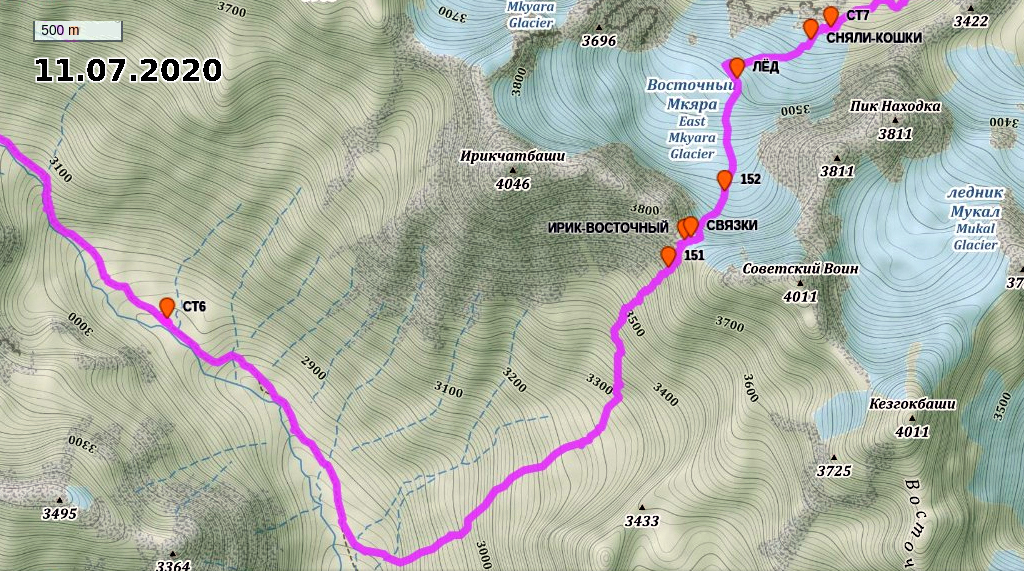 3700
Mkyara
Glacier
3700
3696
СТ7
3422
500 m
СНЯЛИ-КОШКИ
11.07.2020
ЛЁД
3800
Восточный
Мкяра
East
Mkyara
Glacier
3500
Пик Находка
3811
3400
Ирикчатбаши
4046
3811
3100
152
ледник
Мукал
Mukal
Glacier
3800
ИРИК-ВОСТОЧНЫЙ
СВЯЗКИ
151
Советский Воин
4011
СТ6
3000
3500
3700
2900
3100
3200
3300
3400
3600
Кезгокбаши
4011
3500
3300
3725
3495
3433
Восточ
3000
3364